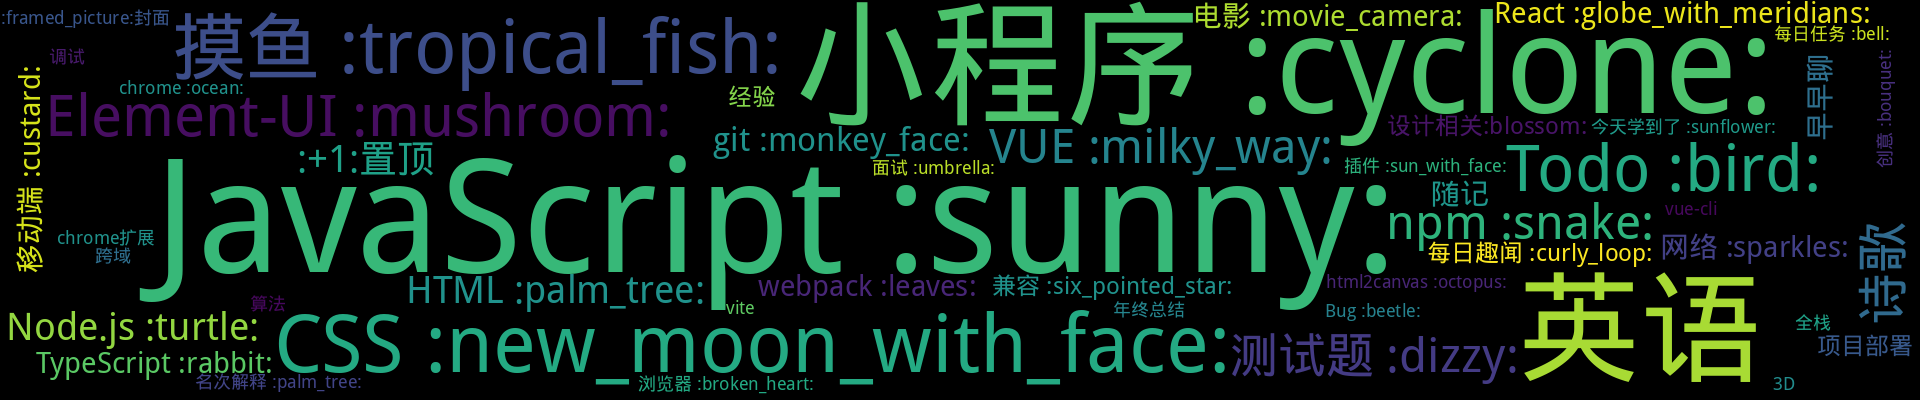 :framed_picture:封面
摸鱼 :tropical_fish:
小程序 :cyclone:
电影 :movie_camera:
React :globe_with_meridians:
每日任务 :bell:
调试
chrome :ocean:
经验
早早聊
创意 :bouquet:
移动端 :custard:
Element-UI :mushroom:
git :monkey_face:
VUE :milky_way:
设计相关:blossom:
今天学到了 :sunflower:
:+1:置顶
面试 :umbrella:
插件 :sun_with_face:
Todo :bird:
JavaScript :sunny:
随记
npm :snake:
vue-cli
chrome扩展
跨域
每日趣闻 :curly_loop:
网络 :sparkles:
诗歌
HTML :palm_tree:
webpack :leaves:
兼容 :six_pointed_star:
html2canvas :octopus:
英语
算法
vite
年终总结
Bug :beetle:
Node.js :turtle:
CSS :new_moon_with_face:
测试题 :dizzy:
全栈
项目部署
TypeScript :rabbit:
名次解释 :palm_tree:
浏览器 :broken_heart:
3D